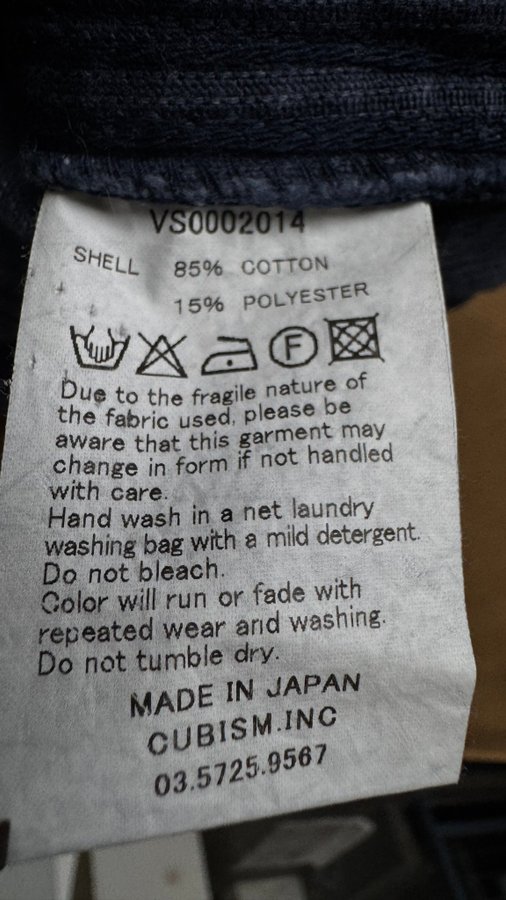 VS0002014
SHELL 85% COTTON
15% POLYESTER
F
Due to the fragile nature of
the fabric used, please be
aware that this garment may
change in form if not handled
with care.
Hand wash in a net laundry
washing bag with a mild detergent.
Do not bleach.
Color will run or fade with
repeated wear and washing.
Do not tumble dry.
MADE IN JAPAN
CUBISM.INC
03.5725.9567